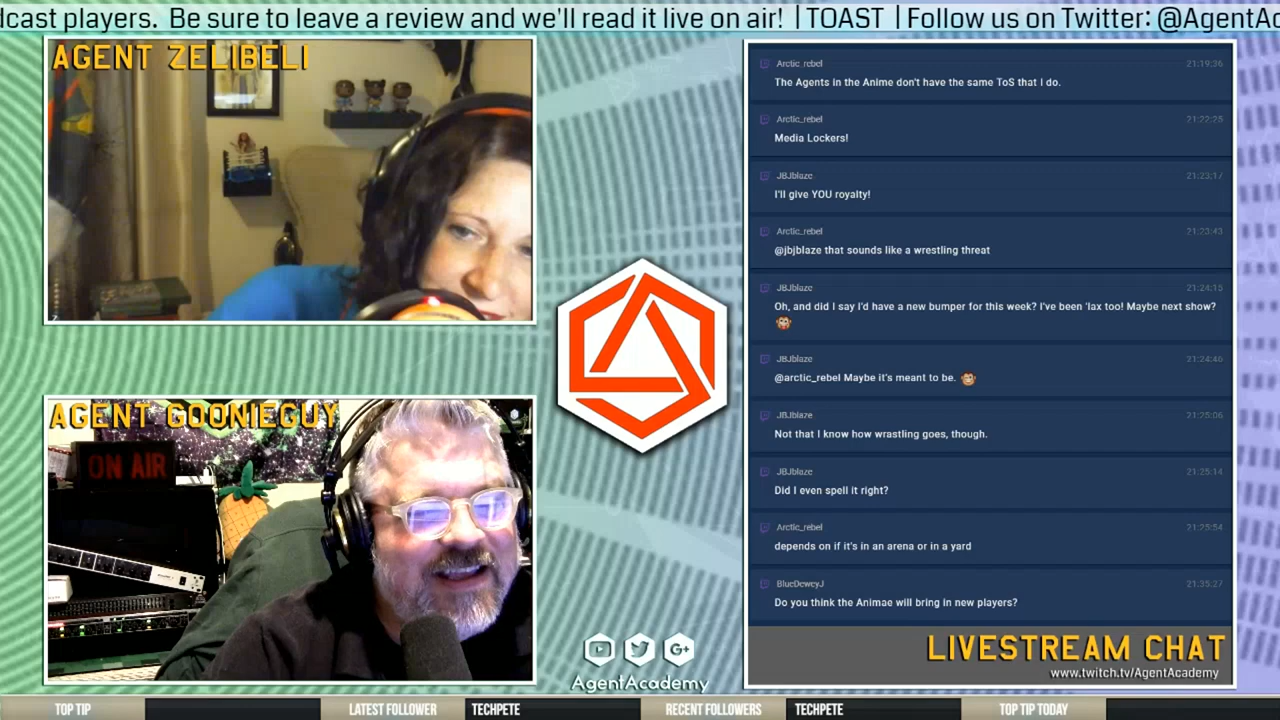 dcast players. Be sure to leave a review and we'll read it live on air! | TOAST | Follow us on Twitter: @AgentAc
AGENT ZELIBELI
AGENT GOONIEGUY
ON AIR
AgentAcademy
Arctic_rebel 21:19:36
The Agents in the Anime don't have the same ToS that I do.
Arctic_rebel 21:22:25
Media Lockers!
JBJblaze 21:23:17
I'll give YOU royalty!
Arctic_rebel 21:23:43
@jbjblaze that sounds like a wrestling threat
JBJblaze 21:24:15
Oh, and did I say I'd have a new bumper for this week? I've been 'lax too! Maybe next show?
JBJblaze 21:24:46
@arctic_rebel Maybe it's meant to be.
JBJblaze 21:25:06
Not that I know how wrastling goes, though.
JBJblaze 21:25:14
Did I even spell it right?
Arctic_rebel 21:25:54
depends on if it's in an arena or in a yard
BlueDeweyJ 21:35:27
Do you think the Animae will bring in new players?
LIVESTREAM CHAT
www.twitch.tv/AgentAcademy
TOP TIP LATEST FOLLOWER TECHPETE RECENT FOLLOWERS TECHPETE TOP TIP TODAY